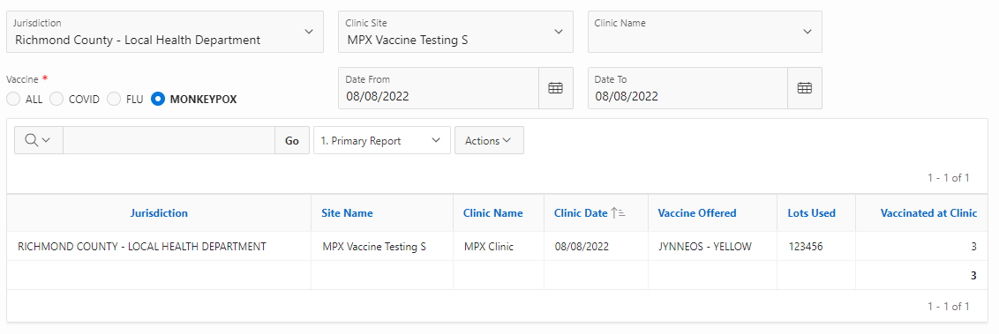 Jurisdiction
Richmond County - Local Health Department
Clinic Site
MPX Vaccine Testing S
Clinic Name
Vaccine *
ALL COVID FLU MONKEYPOX
Date From
08/08/2022
Date To
08/08/2022
Go 1. Primary Report Actions
1 - 1 of 1
Jurisdiction Site Name Clinic Name Clinic Date Vaccine Offered Lots Used Vaccinated at Clinic
RICHMOND COUNTY - LOCAL HEALTH DEPARTMENT MPX Vaccine Testing S MPX Clinic 08/08/2022 JYNNEOS - YELLOW 123456 3
3
1 - 1 of 1